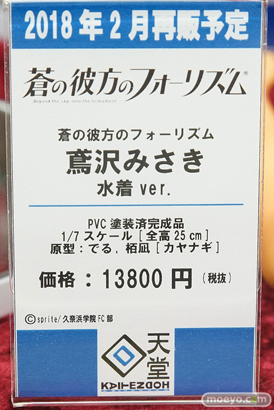 2018年2月再販予定
蒼の彼方のフォーリズム
Beyond the sky, into the firmament.
蒼の彼方のフォーリズム
鳶沢みさき
水着 ver.
PVC 塗装済完成品
1/7 スケール [全高 25cm]
原型：でる、栢凪 [カヤナギ]
価格：13800円 (税抜)
©sprite/久奈浜学院FC部
天堂
KAITENDOH
moeyo.com